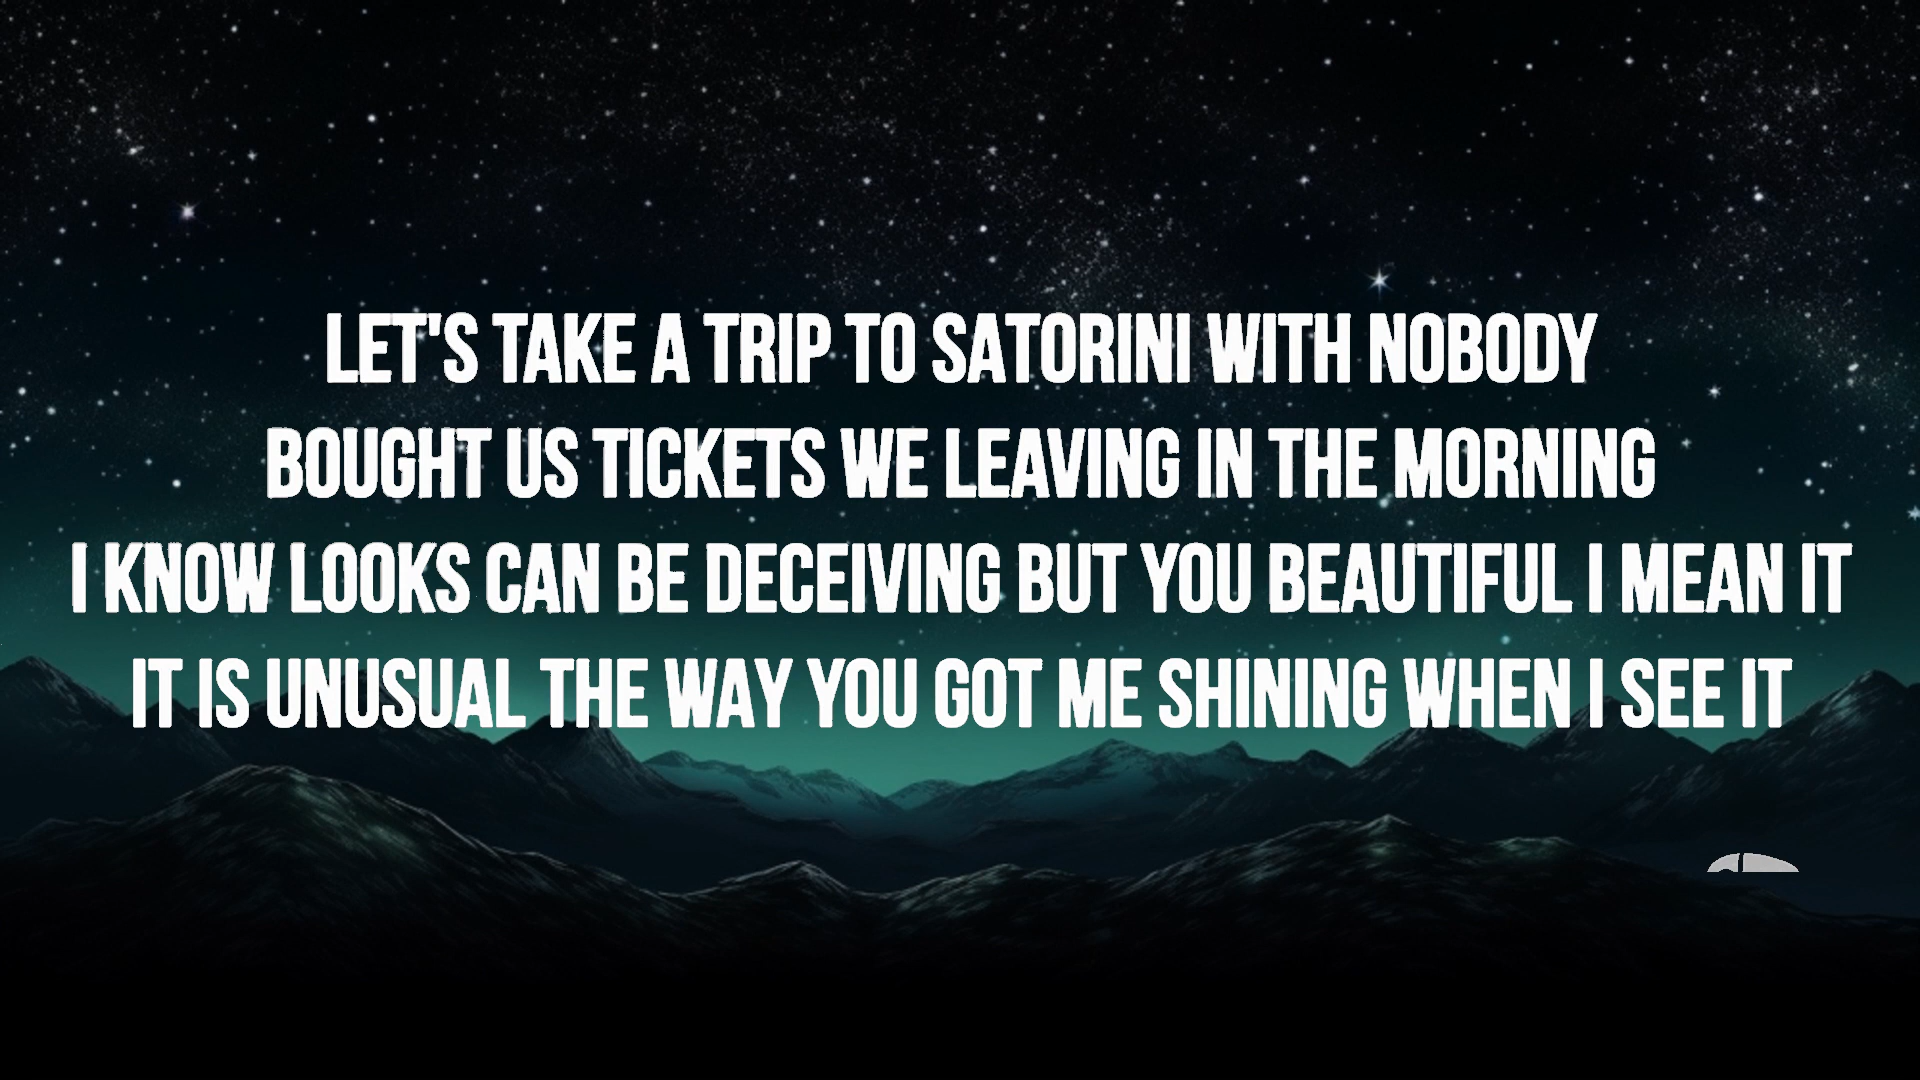 LET'S TAKE A TRIP TO SATORINI WITH NOBODY
BOUGHT US TICKETS WE LEAVING IN THE MORNING
I KNOW LOOKS CAN BE DECEIVING BUT YOU BEAUTIFUL I MEAN IT
IT IS UNUSUAL THE WAY YOU GOT ME SHINING WHEN I SEE IT